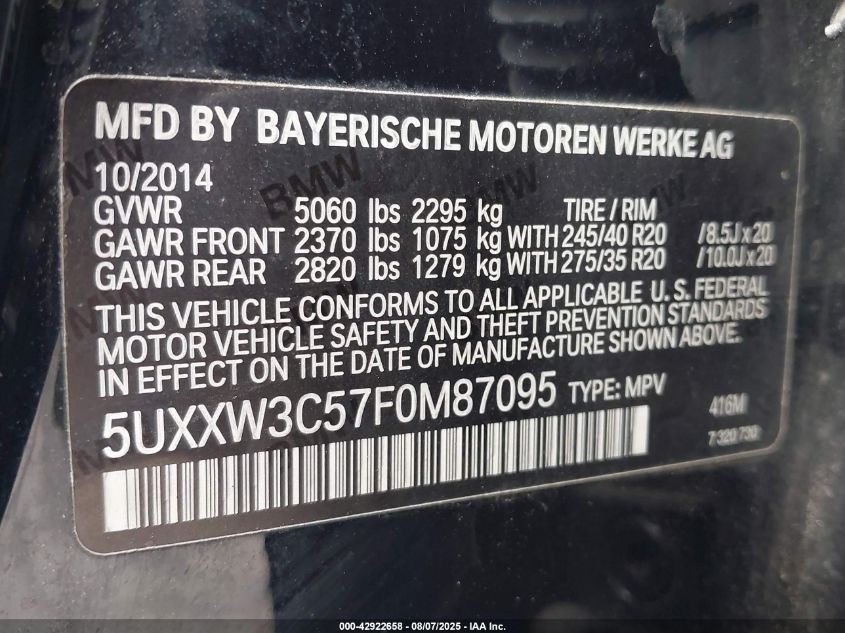 MFD BY BAYERISCHE MOTOREN WERKE AG
10/2014
GVWR 5060 lbs 2295 kg TIRE / RIM
GAWR FRONT 2370 lbs 1075 kg WITH 245/40 R20 /8.5J x 20
GAWR REAR 2820 lbs 1279 kg WITH 275/35 R20 /10.0J x 20
THIS VEHICLE CONFORMS TO ALL APPLICABLE U. S. FEDERAL
MOTOR VEHICLE SAFETY AND THEFT PREVENTION STANDARDS
IN EFFECT ON THE DATE OF MANUFACTURE SHOWN ABOVE.
5UXXW3C57F0M87095 TYPE: MPV
416M
7 320 730
BMW
BMW
BMW
000-42922658 - 08/07/2025 - IAA Inc.